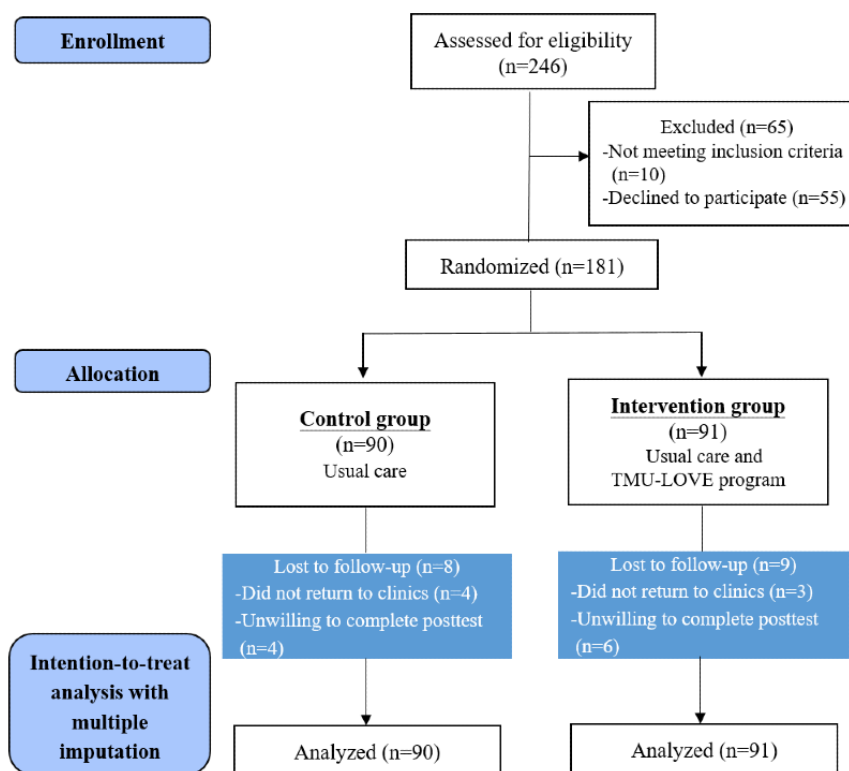 Enrollment
Assessed for eligibility
(n=246)
Excluded (n=65)
-Not meeting inclusion criteria
(n=10)
-Declined to participate (n=55)
Randomized (n=181)
Allocation
Control group
(n=90)
Usual care
Intervention group
(n=91)
Usual care and
TMU-LOVE program
Lost to follow-up (n=8)
-Did not return to clinics (n=4)
-Unwilling to complete posttest
(n=4)
Lost to follow-up (n=9)
-Did not return to clinics (n=3)
-Unwilling to complete posttest
(n=6)
Intention-to-treat
analysis with
multiple
imputation
Analyzed (n=90)
Analyzed (n=91)